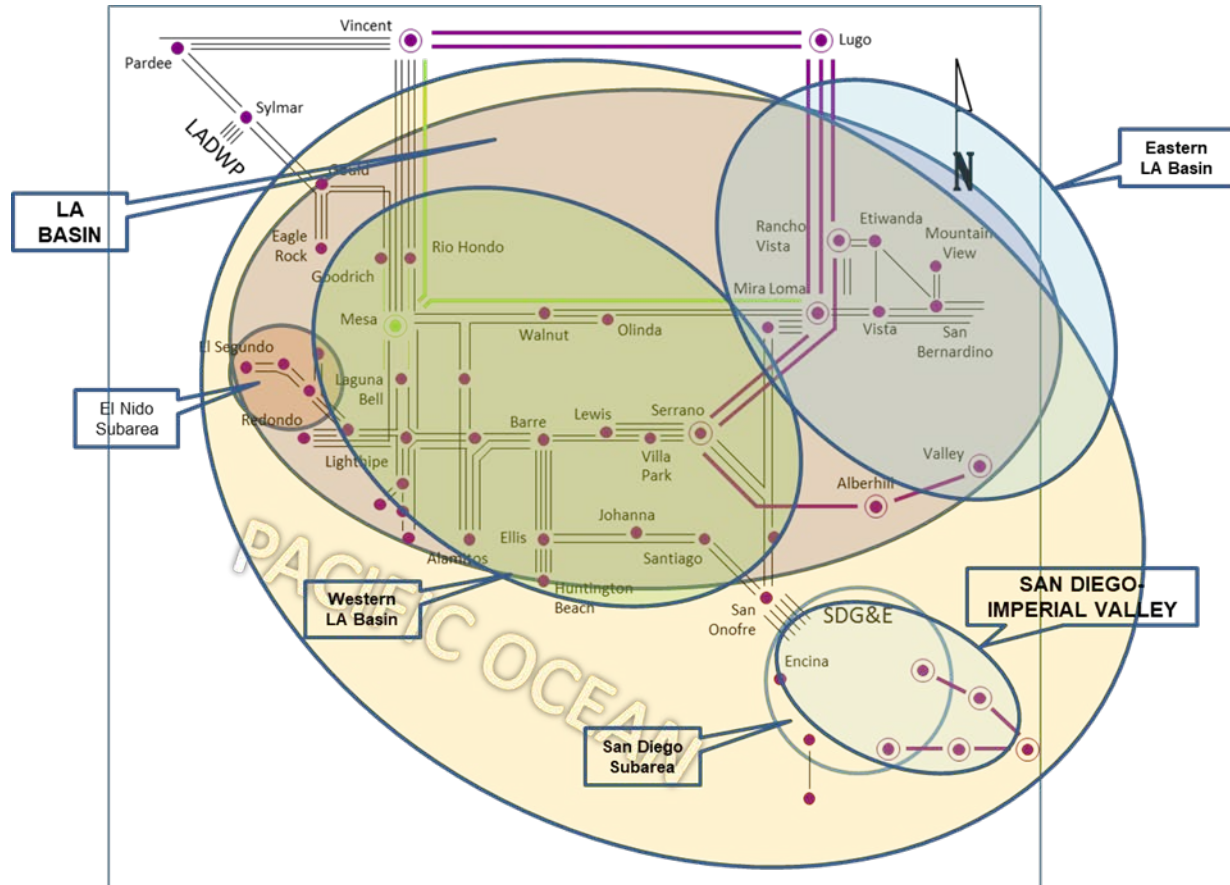 Vincent
Lugo
Pardee
Sylmar
LADWP
Gould
Eastern
LA Basin
N
LA
BASIN
Eagle
Rock
Goodrich
Rio Hondo
Rancho
Vista
Etiwanda
Mountain
View
Mira Loma
Mesa
Walnut
Olinda
Vista
San
Bernardino
El Segundo
El Nido
Subarea
Laguna
Bell
Redondo
Lighthipe
Barre
Lewis
Serrano
Villa
Park
Valley
Alberhill
Johanna
Alamitos
Ellis
Santiago
PACIFIC OCEAN
Western
LA Basin
Huntington
Beach
San
Onofre
SDG&E
SAN DIEGO-
IMPERIAL VALLEY
Encina
San Diego
Subarea